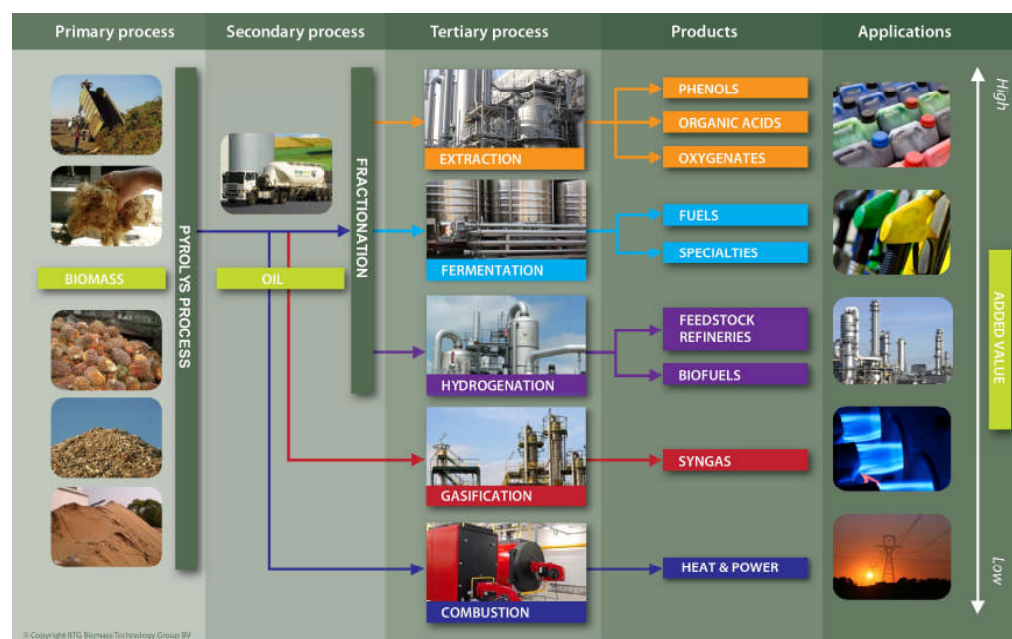 Primary process
Secondary process
Tertiary process
Products
Applications
BIOMASS
PYROLYS PROCESS
OIL
FRACTIONATION
EXTRACTION
FERMENTATION
HYDROGENATION
GASIFICATION
COMBUSTION
PHENOLS
ORGANIC ACIDS
OXYGENATES
FUELS
SPECIALTIES
FEEDSTOCK
REFINERIES
BIOFUELS
SYNGAS
HEAT & POWER
High
ADDED VALUE
Low
© Copyright BTG Biomass Technology Group BV